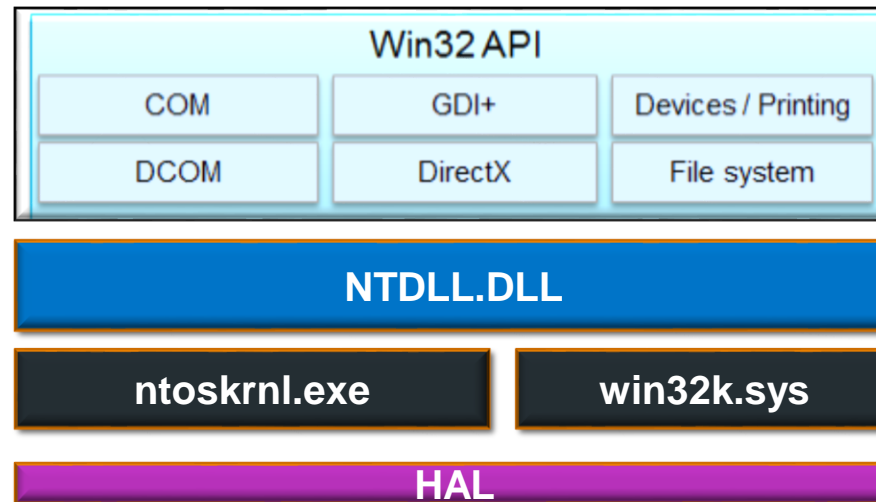 Win32 API
COM GDI+ Devices / Printing
DCOM DirectX File system
NTDLL.DLL
ntoskrnl.exe win32k.sys
HAL